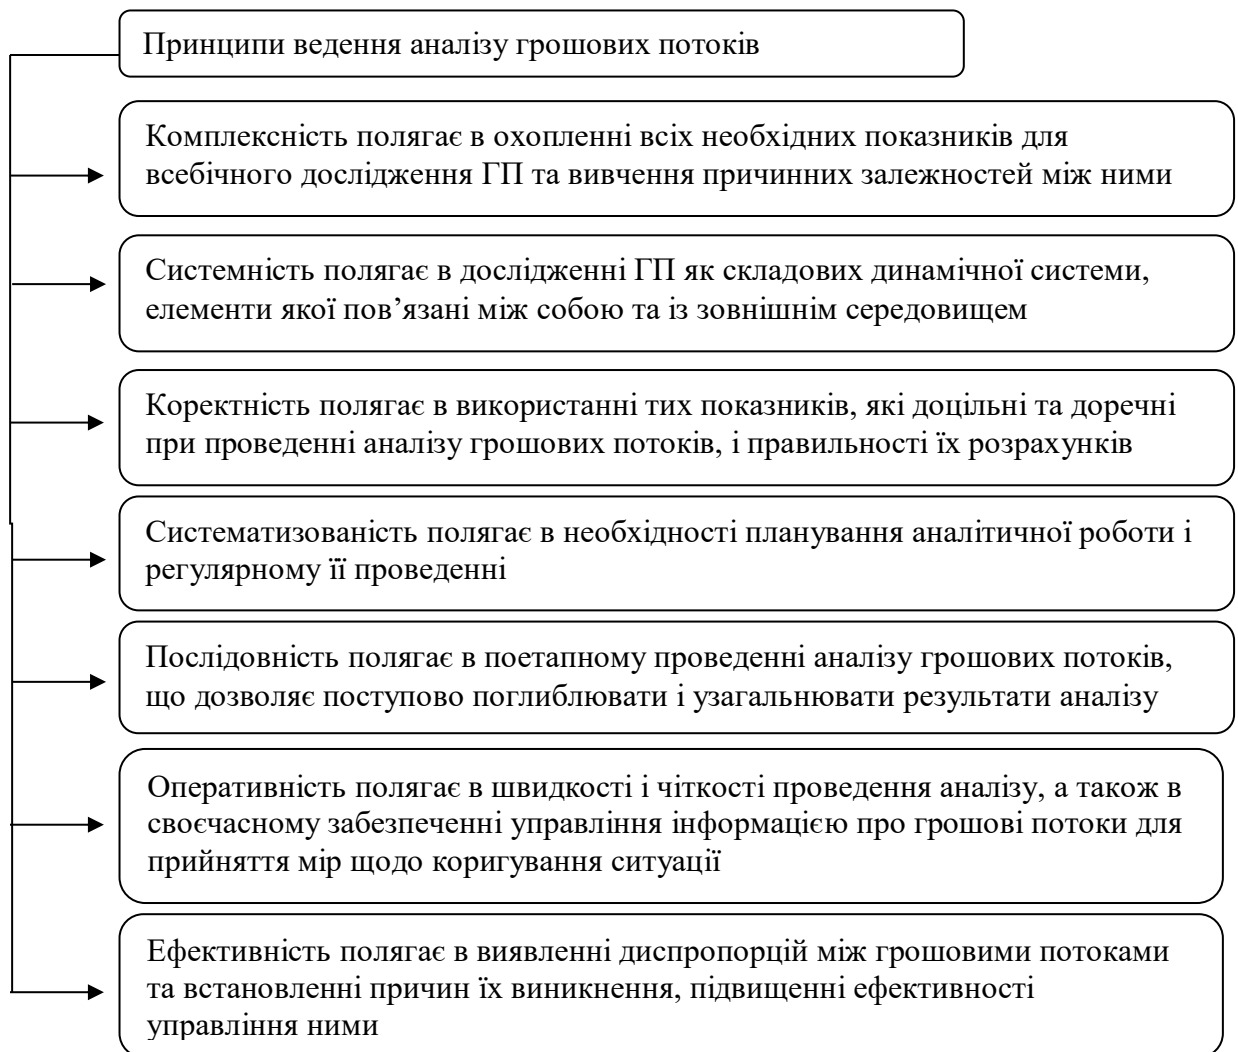 Принципи ведення аналізу грошових потоків
Комплексність полягає в охопленні всіх необхідних показників для
всебічного дослідження ГП та вивчення причинних залежностей між ними
Системність полягає в дослідженні ГП як складових динамічної системи,
елементи якої пов’язані між собою та із зовнішнім середовищем
Коректність полягає в використанні тих показників, які доцільні та доречні
при проведенні аналізу грошових потоків, і правильності їх розрахунків
Систематизованість полягає в необхідності планування аналітичної роботи і
регулярному її проведенні
Послідовність полягає в поетапному проведенні аналізу грошових потоків,
що дозволяє поступово поглиблювати і узагальнювати результати аналізу
Оперативність полягає в швидкості і чіткості проведення аналізу, а також в
своєчасному забезпеченні управління інформацією про грошові потоки для
прийняття мір щодо коригування ситуації
Ефективність полягає в виявленні диспропорцій між грошовими потоками
та встановленні причин їх виникнення, підвищенні ефективності
управління ними